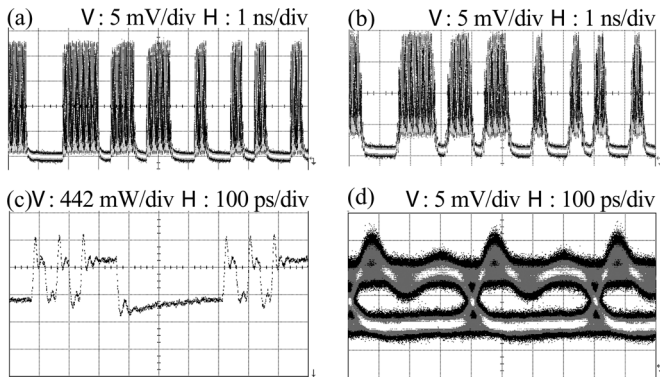 (a) V : 5 mV/div H : 1 ns/div
(b) V : 5 mV/div H : 1 ns/div
(c) V : 442 mW/div H : 100 ps/div
(d) V : 5 mV/div H : 100 ps/div